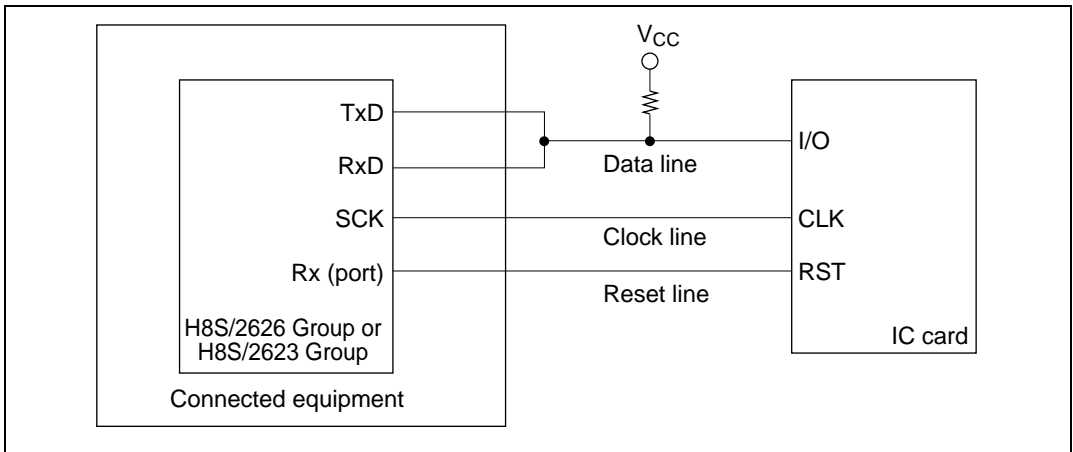 VCC
TxD
I/O
RxD
Data line
SCK
CLK
Clock line
Rx (port)
RST
Reset line
H8S/2626 Group or
H8S/2623 Group
IC card
Connected equipment